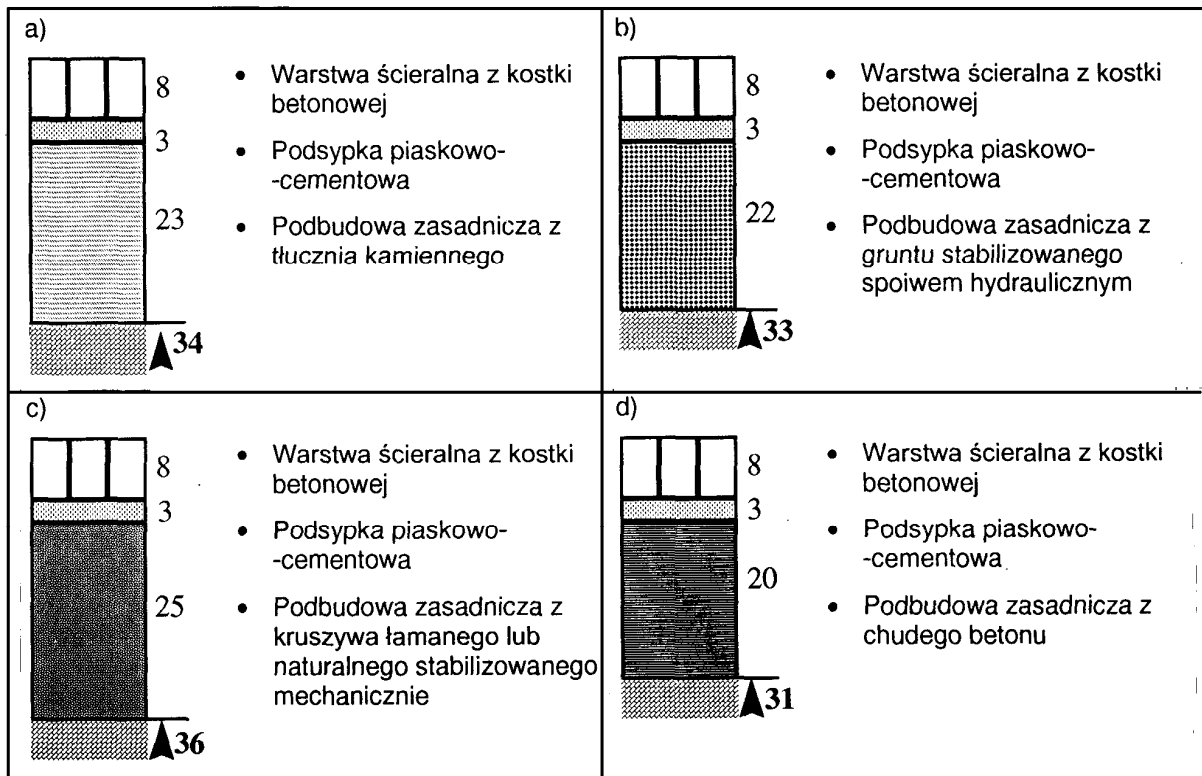 a)
8
3
23
34
• Warstwa ścieralna z kostki
betonowej
• Podsypka piaskowo-
-cementowa
• Podbudowa zasadnicza z
tłucznia kamiennego
b)
8
3
22
33
• Warstwa ścieralna z kostki
betonowej
• Podsypka piaskowo-
-cementowa
• Podbudowa zasadnicza z
gruntu stabilizowanego
spoiwem hydraulicznym
c)
8
3
25
36
• Warstwa ścieralna z kostki
betonowej
• Podsypka piaskowo-
-cementowa
• Podbudowa zasadnicza z
kruszywa łamanego lub
naturalnego stabilizowanego
mechanicznie
d)
8
3
20
31
• Warstwa ścieralna z kostki
betonowej
• Podsypka piaskowo-
-cementowa
• Podbudowa zasadnicza z
chudego betonu